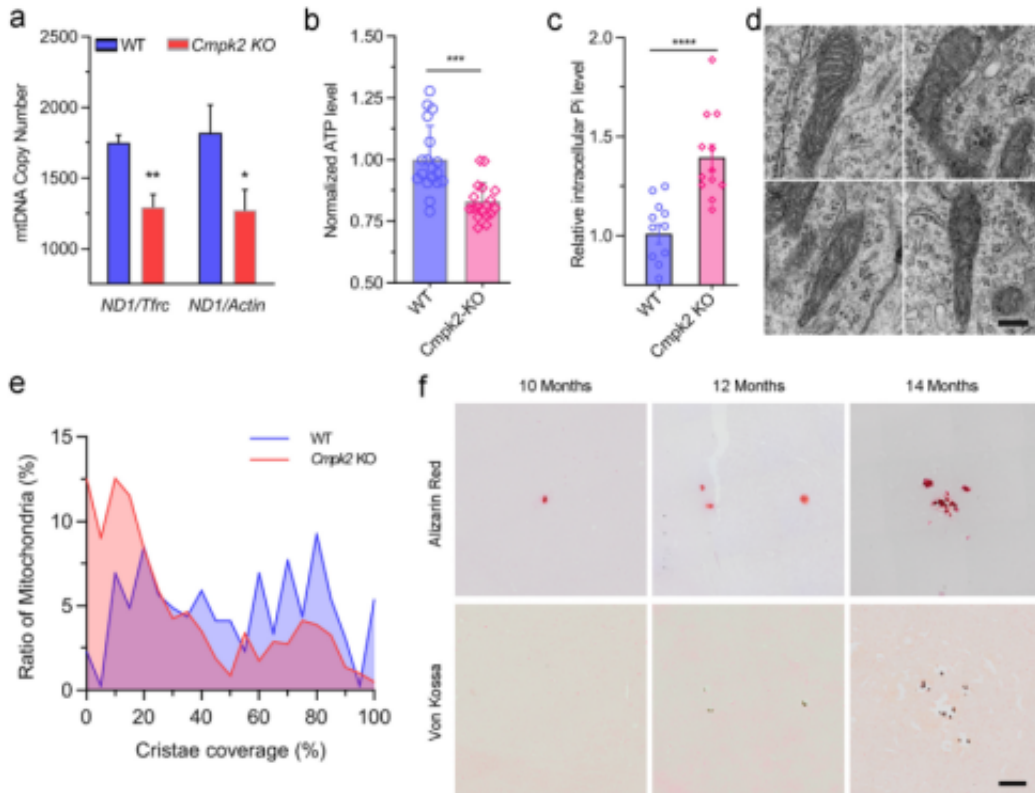 a
2500
WT
Cmpk2 KO
2250
2000
1750
1500
1250
1000
mtDNA Copy Number
**
*
ND1/Tfrc
ND1/Actin
b
1.50
1.25
1.00
0.75
0.50
Normalized ATP level
***
WT
Cmpk2-KO
c
2.0
1.5
1.0
Relative intracellular Pi level
****
WT
Cmpk2 KO
d
e
15
10
5
0
Ratio of Mitochondria (%)
WT
Cmpk2 KO
0
20
40
60
80
100
Cristae coverage (%)
f
10 Months
12 Months
14 Months
Alizarin Red
Von Kossa